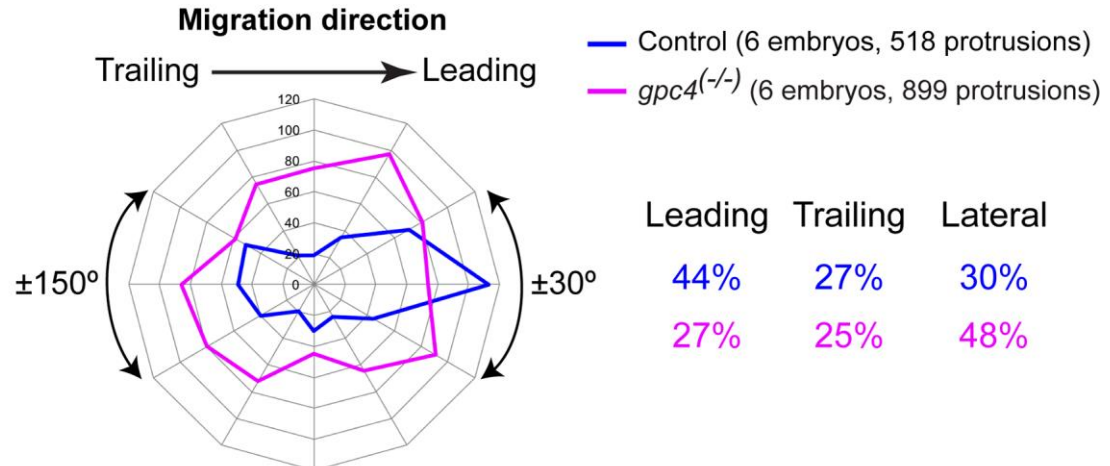 Migration direction
Trailing Leading
Control (6 embryos, 518 protrusions)
gpc4(-/-) (6 embryos, 899 protrusions)
120
100
80
60
40
20
0
±150º
±30º
Leading Trailing Lateral
44% 27% 30%
27% 25% 48%